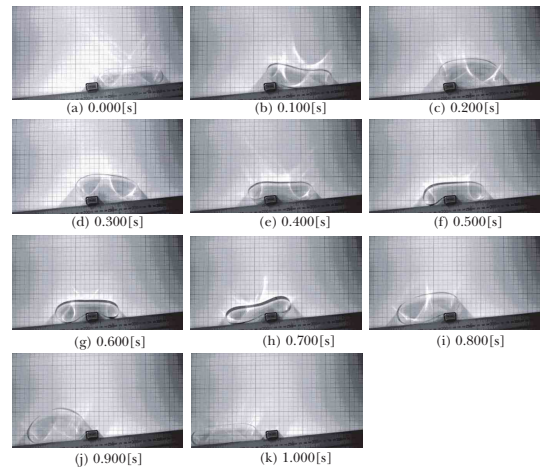 (a) 0.000[s]
(b) 0.100[s]
(c) 0.200[s]
(d) 0.300[s]
(e) 0.400[s]
(f) 0.500[s]
(g) 0.600[s]
(h) 0.700[s]
(i) 0.800[s]
(j) 0.900[s]
(k) 1.000[s]